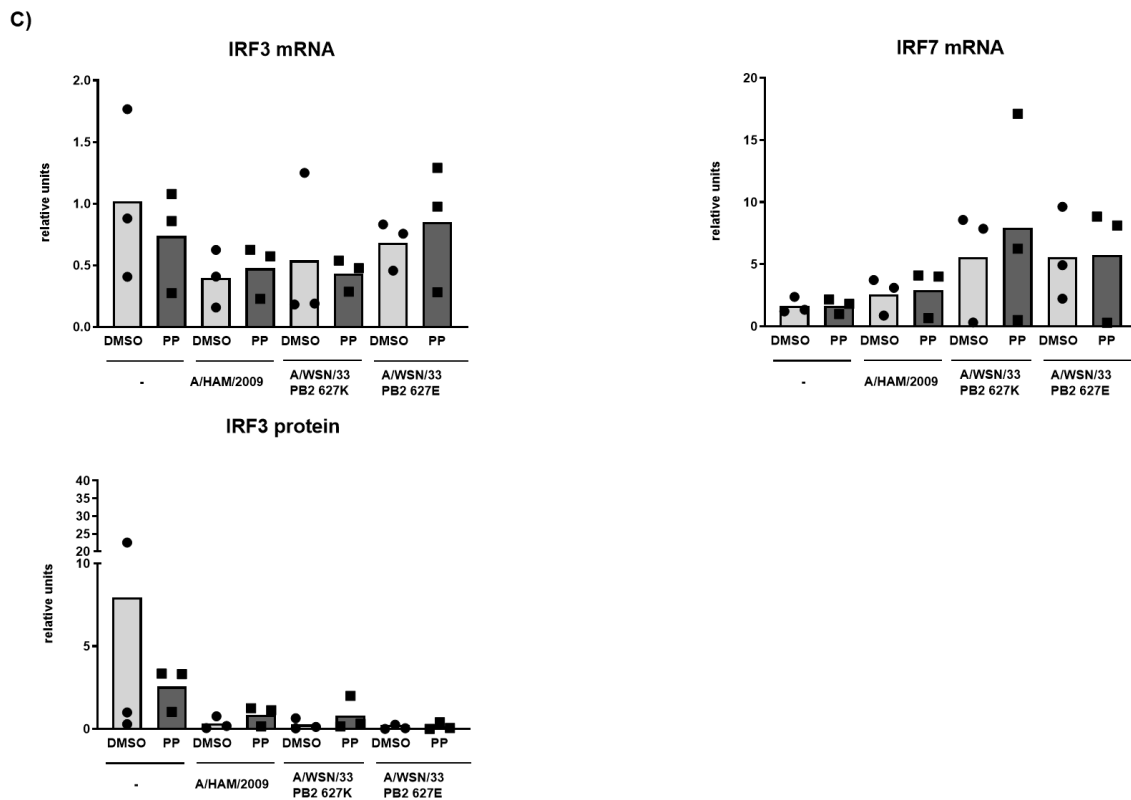 C)
IRF3 mRNA
relative units
2.0
1.5
1.0
0.5
0.0
DMSO PP DMSO PP DMSO PP DMSO PP
- A/HAM/2009 A/WSN/33 A/WSN/33
PB2 627K PB2 627E
IRF7 mRNA
relative units
20
15
10
5
0
DMSO PP DMSO PP DMSO PP DMSO PP
- A/HAM/2009 A/WSN/33 A/WSN/33
PB2 627K PB2 627E
IRF3 protein
relative units
40
35
30
25
20
10
5
0
DMSO PP DMSO PP DMSO PP DMSO PP
- A/HAM/2009 A/WSN/33 A/WSN/33
PB2 627K PB2 627E